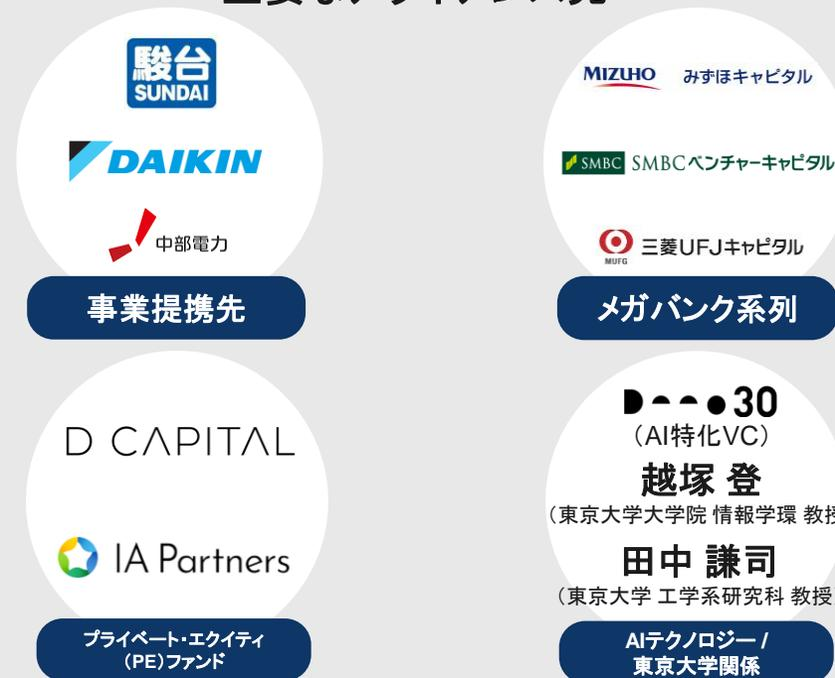 駿台
SUNDAI
DAIKIN
中部電力
事業提携先
MIZUHO みずほキャピタル
SMBC SMBCベンチャーキャピタル
MUFG 三菱UFJキャピタル
メガバンク系列
D CAPITAL
IA Partners
プライベート・エクイティ
（PE）ファンド
30
（AI特化VC）
越塚 登
（東京大学大学院 情報学環 教授
田中 謙司
（東京大学 工学系研究科 教授
AIテクノロジー /
東京大学関係